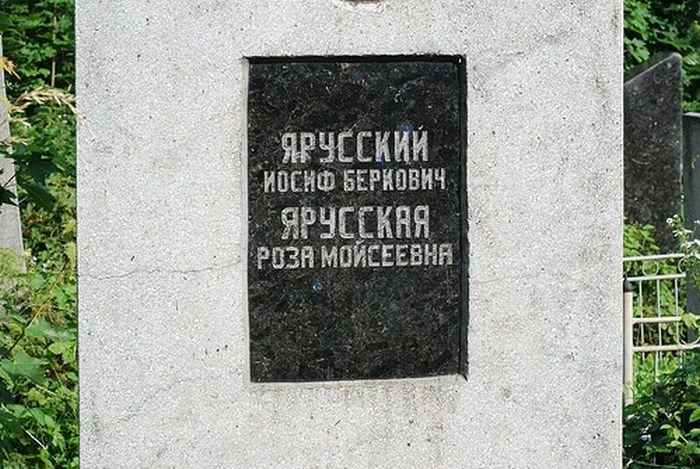 ЯРУССКИЙ
ИОСИФ БЕРКОВИЧ
ЯРУССКАЯ
РОЗА МОЙСЕЕВНА